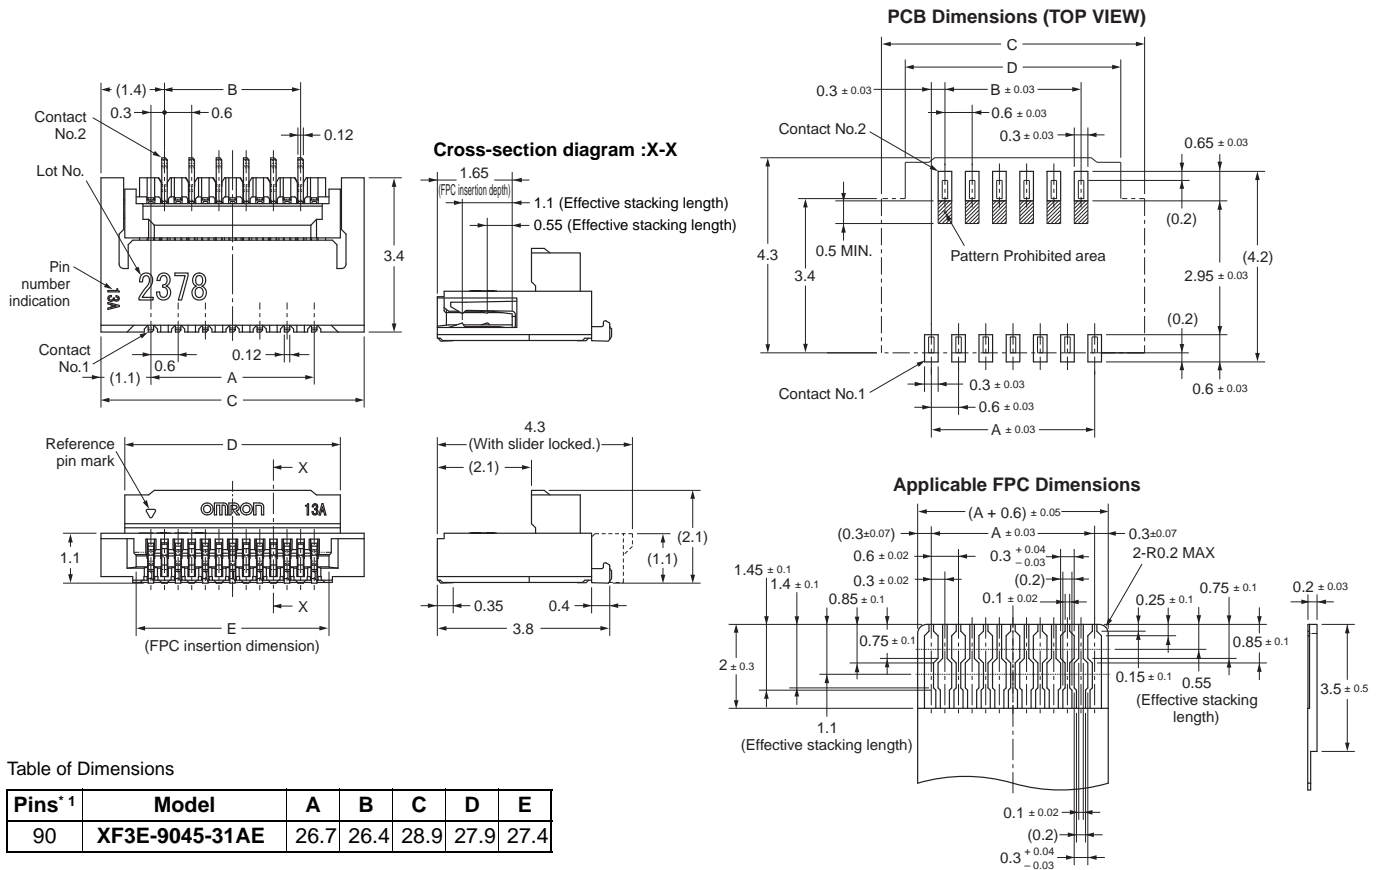 PCB Dimensions (TOP VIEW)
C
D
0.3 ± 0.03
B ± 0.03
0.6 ± 0.03
Contact No.2
0.3 ± 0.03
0.65 ± 0.03
(0.2)
0.5 MIN.
Pattern Prohibited area
4.3
3.4
(4.2)
2.95 ± 0.03
(0.2)
Contact No.1
0.3 ± 0.03
0.6 ± 0.03
0.6 ± 0.03
A ± 0.03
(1.4)
B
0.3
0.6
Contact
No.2
0.12
Lot No.
3.4
Pin
number
indication
13A
2378
Contact
No.1
0.6
0.12
(1.1)
A
C
Cross-section diagram :X-X
1.65
(FPC insertion depth)
1.1 (Effective stacking length)
0.55 (Effective stacking length)
Reference
pin mark
D
X
OMRON
13A
1.1
X
E
(FPC insertion dimension)
4.3
(With slider locked.)
(2.1)
(2.1)
(1.1)
0.35
0.4
3.8
Applicable FPC Dimensions
(A + 0.6) ± 0.05
(0.3±0.07)
A ± 0.03
0.3±0.07
0.6 ± 0.02
0.3 + 0.04 − 0.03
2-R0.2 MAX
1.45 ± 0.1
1.4 ± 0.1
0.3 ± 0.02
(0.2)
0.85 ± 0.1
0.1 ± 0.02
0.25 ± 0.1
0.75 ± 0.1
0.2 ± 0.03
0.75 ± 0.1
0.85 ± 0.1
2 ± 0.3
0.15 ± 0.1
0.55
(Effective stacking
length)
3.5 ± 0.5
1.1
(Effective stacking length)
0.1 ± 0.02
(0.2)
0.3 + 0.04 − 0.03
Table of Dimensions
Pins*1 Model A B C D E
90 XF3E-9045-31AE 26.7 26.4 28.9 27.9 27.4